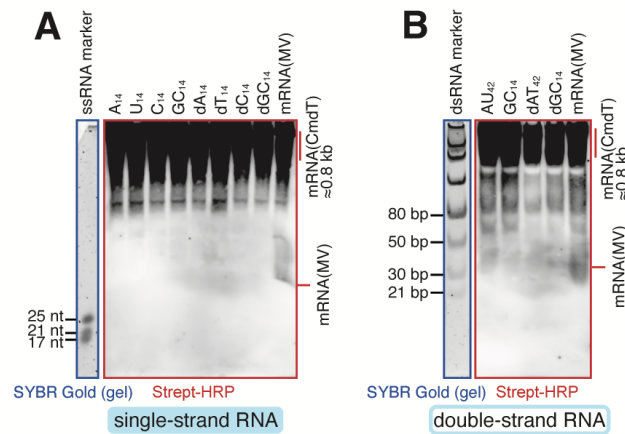 A
ssRNA marker
A14
U14
C14
GC14
dA14
dT14
dC14
dGC14
mRNA(MV)
mRNA(CmdT)
≈0.8 kb
mRNA(MV)
25 nt
21 nt
17 nt
SYBR Gold (gel)
Strept-HRP
single-strand RNA
B
dsRNA marker
AU42
GC14
dAT42
dGC14
mRNA(MV)
mRNA(CmdT)
≈0.8 kb
mRNA(MV)
80 bp
50 bp
30 bp
21 bp
SYBR Gold (gel)
Strept-HRP
double-strand RNA